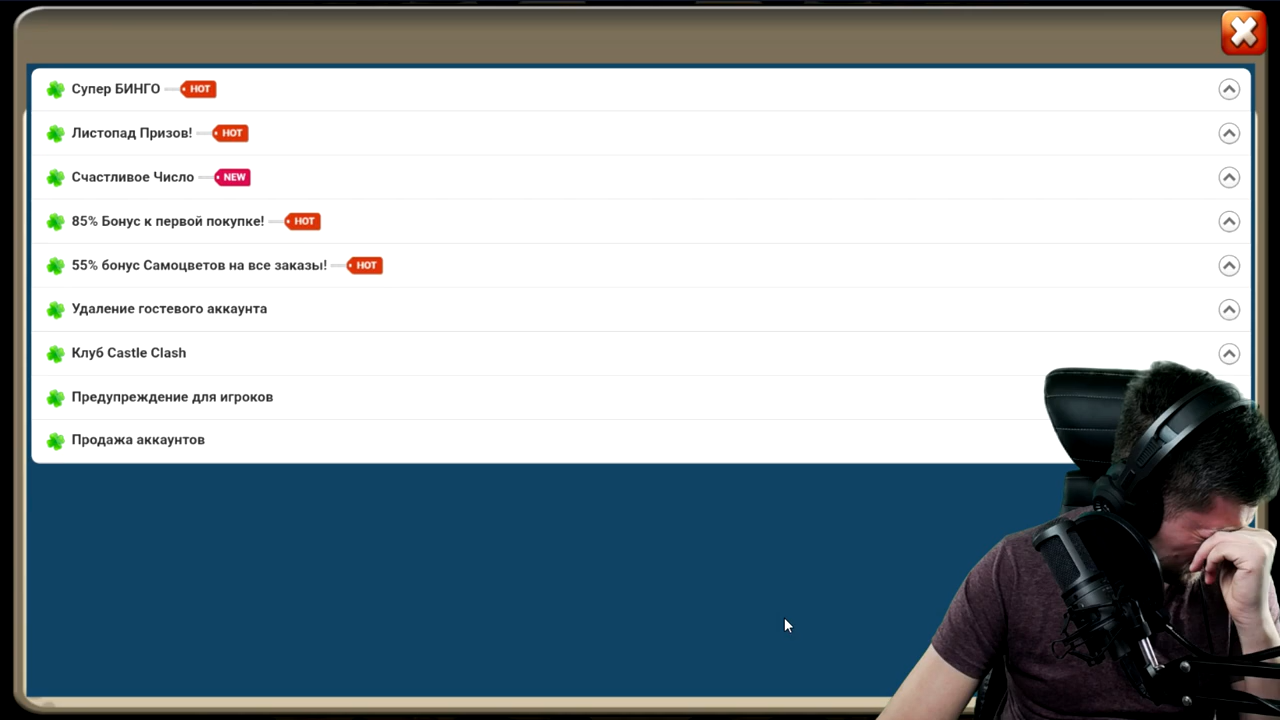 Супер БИНГО HOT
Листопад Призов! HOT
Счастливое Число NEW
85% Бонус к первой покупке! HOT
55% бонус Самоцветов на все заказы! HOT
Удаление гостевого аккаунта
Клуб Castle Clash
Предупреждение для игроков
Продажа аккаунтов